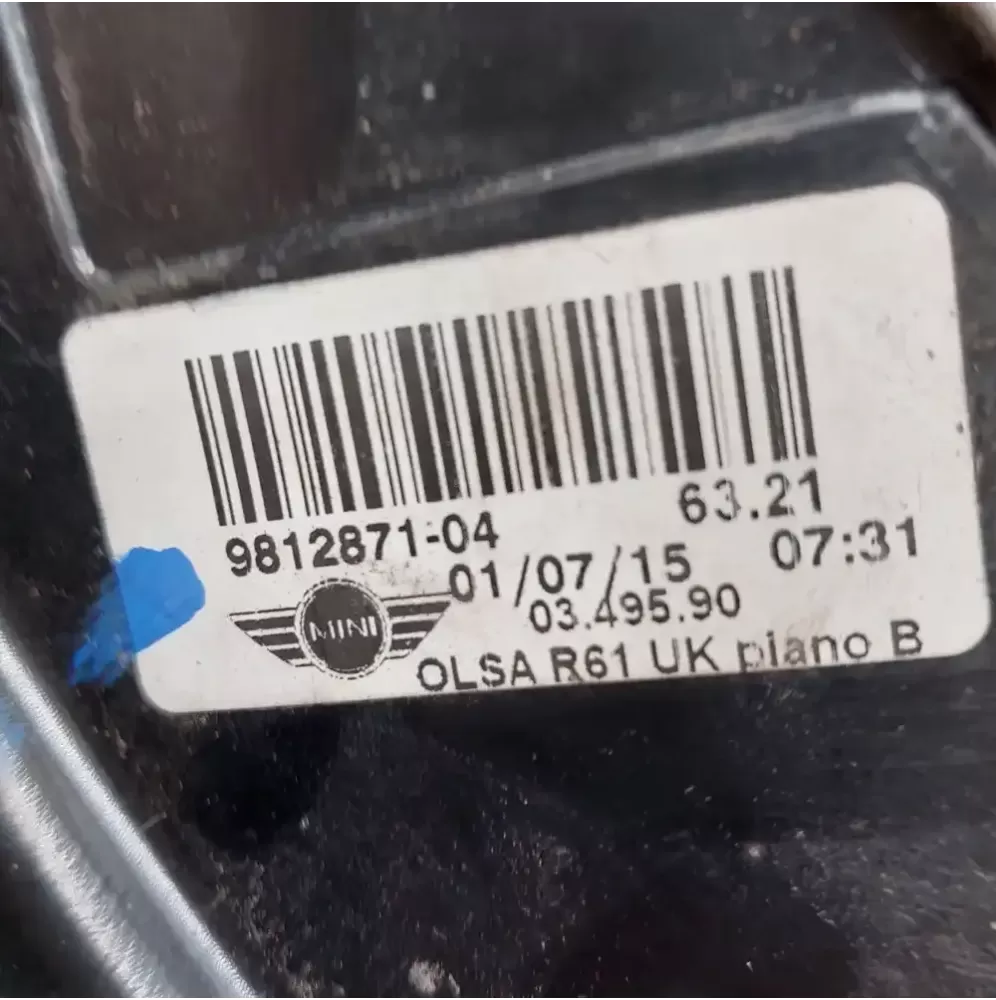 63.21
9812871-04
01/07/15 07:31
03.495.90
MINI
OLSA R61 UK piano B